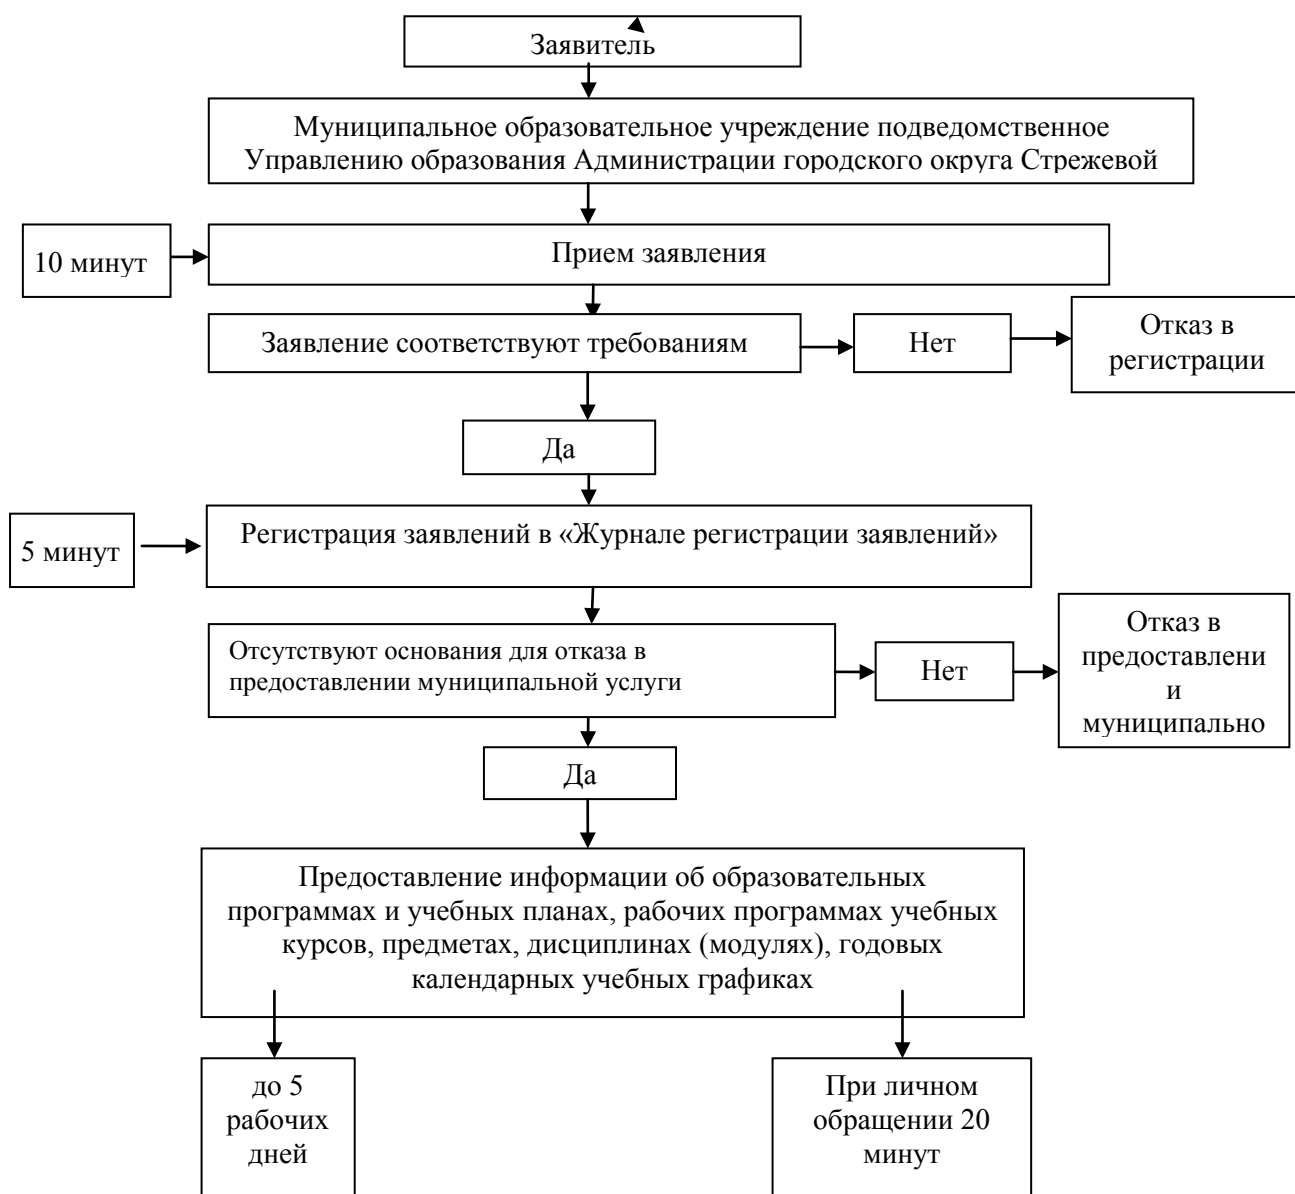 Заявитель
Муниципальное образовательное учреждение подведомственное
Управлению образования Администрации городского округа Стрежевой
10 минут
Прием заявления
Заявление соответствуют требованиям
Нет
Отказ в
регистрации
Да
5 минут
Регистрация заявлений в «Журнале регистрации заявлений»
Отсутствуют основания для отказа в
предоставлении муниципальной услуги
Нет
Отказ в
предоставлени
и
муниципально
Да
Предоставление информации об образовательных
программах и учебных планах, рабочих программах учебных
курсов, предметах, дисциплинах (модулях), годовых
календарных учебных графиках
до 5
рабочих
дней
При личном
обращении 20
минут